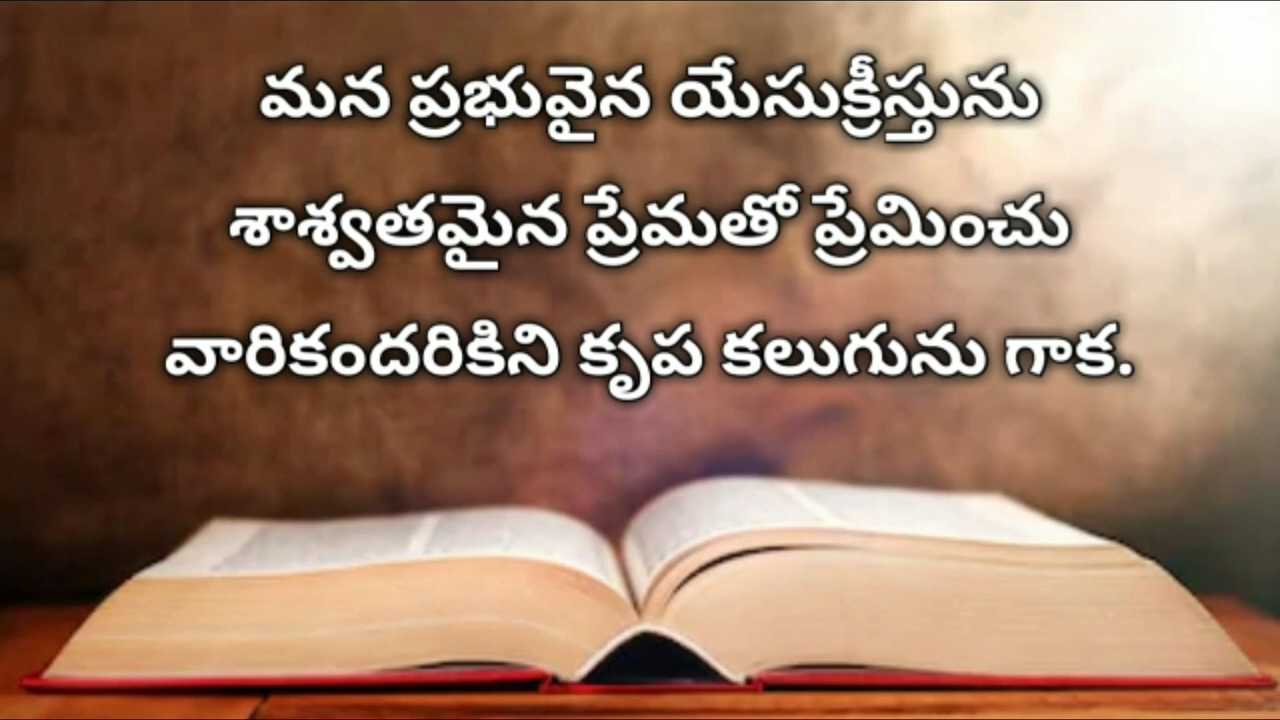 మన ప్రభువైన యేసుక్రీస్తును
శాశ్వతమైన ప్రేమతో ప్రేమించు
వారికందరికిని కృప కలుగును గాక.